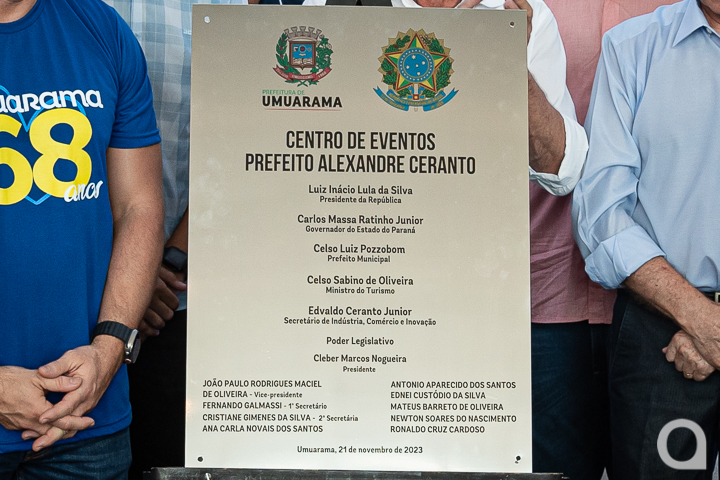 uarama
68
anos
PREFEITURA DE
UMUARAMA
CENTRO DE EVENTOS
PREFEITO ALEXANDRE CERANTO
Luiz Inácio Lula da Silva
Presidente da República
Carlos Massa Ratinho Junior
Governador do Estado do Paraná
Celso Luiz Pozzobom
Prefeito Municipal
Celso Sabino de Oliveira
Ministro do Turismo
Edvaldo Ceranto Junior
Secretário de Indústria, Comércio e Inovação
Poder Legislativo
Cleber Marcos Nogueira
Presidente
JOÃO PAULO RODRIGUES MACIEL
DE OLIVEIRA - Vice-presidente
FERNANDO GALMASSI - 1º Secretário
CRISTIANE GIMENES DA SILVA - 2ª Secretária
ANA CARLA NOVAIS DOS SANTOS
ANTONIO APARECIDO DOS SANTOS
EDNEI CUSTÓDIO DA SILVA
MATEUS BARRETO DE OLIVEIRA
NEWTON SOARES DO NASCIMENTO
RONALDO CRUZ CARDOSO
Umuarama, 21 de novembro de 2023
a